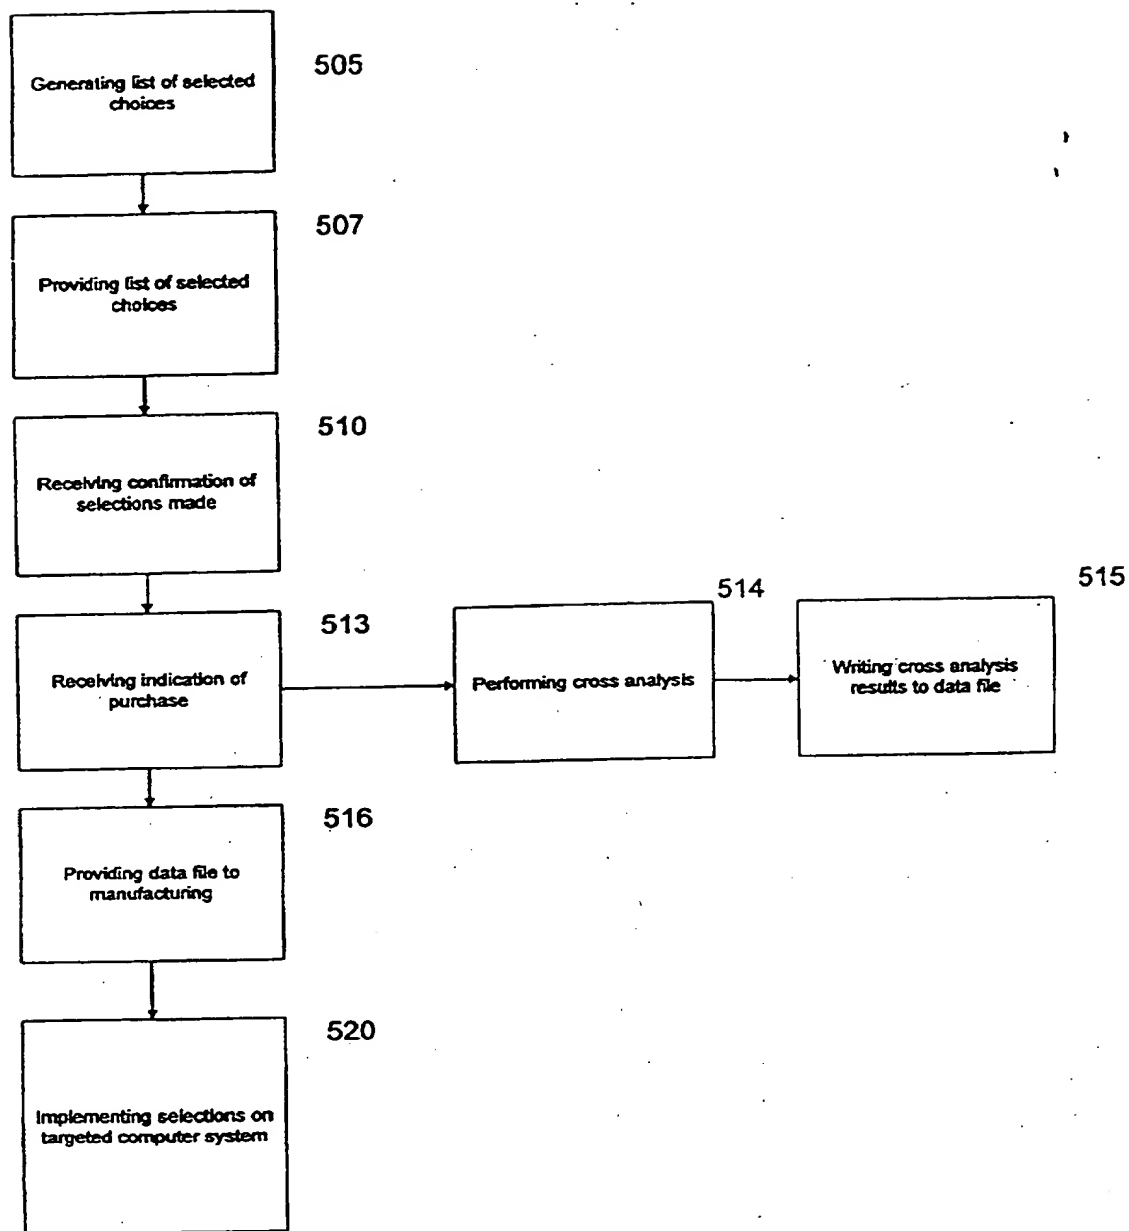 Generating list of selected
choices
505
Providing list of selected
choices
507
Receiving confirmation of
selections made
510
Receiving indication of
purchase
513
Performing cross analysis
514
Writing cross analysis
results to data file
515
Providing data file to
manufacturing
516
Implementing selections on
targeted computer system
520